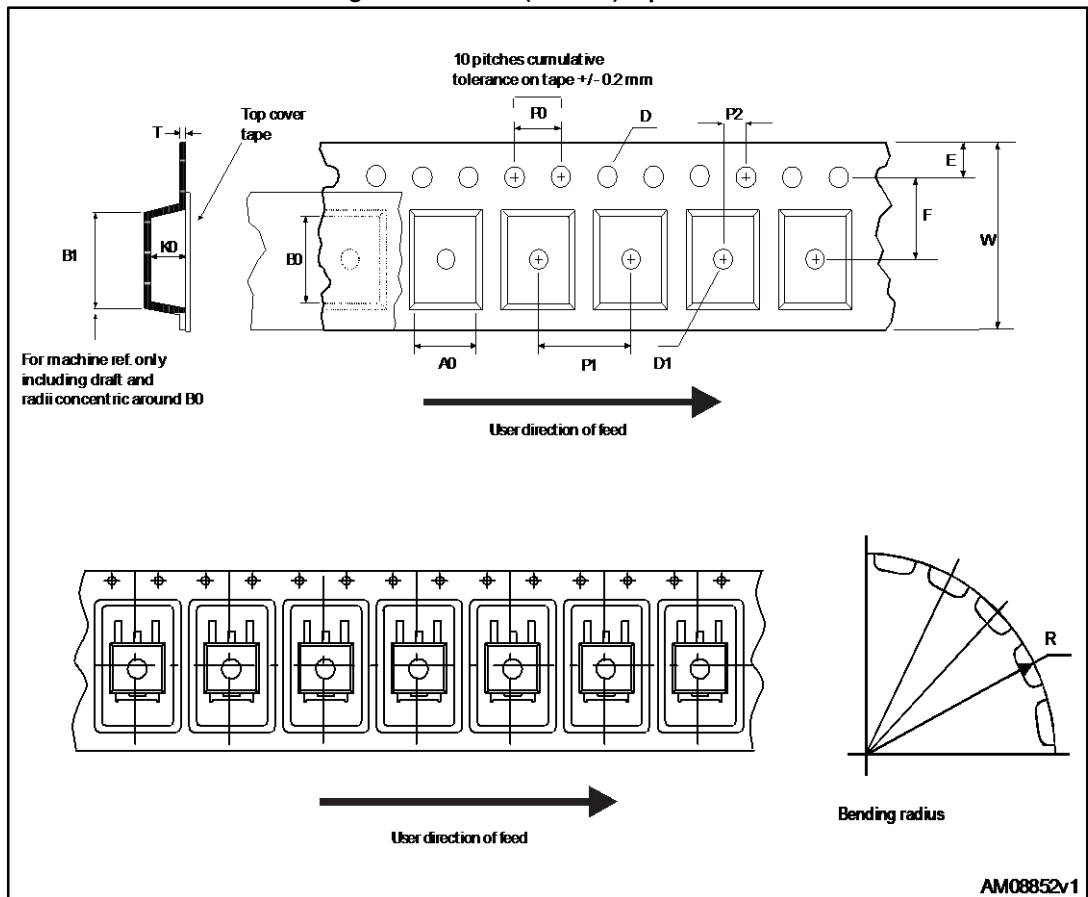 10 pitches cumulative
tolerance on tape +/- 0.2 mm
P0
D
P2
T
Top cover
tape
E
F
W
B1
K0
B0
For machine ref. only
including draft and
radii concentric around B0
A0
P1
D1
User direction of feed
R
Bending radius
User direction of feed
AM08852v1